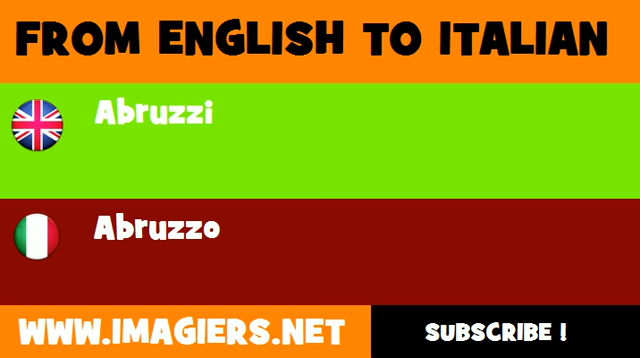 FROM ENGLISH TO ITALIAN
Abruzzi
Abruzzo
WWW.IMAGIERS.NET
SUBSCRIBE !